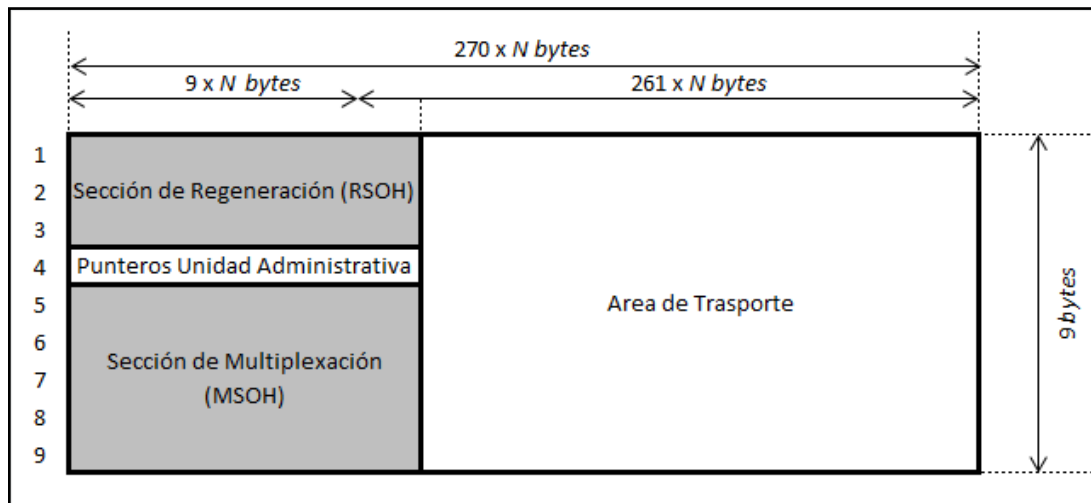 270 x N bytes
9 x N bytes
261 x N bytes
1
2
3
4
5
6
7
8
9
Sección de Regeneración (RSOH)
Punteros Unidad Administrativa
Sección de Multiplexación
(MSOH)
Area de Trasporte
9 bytes